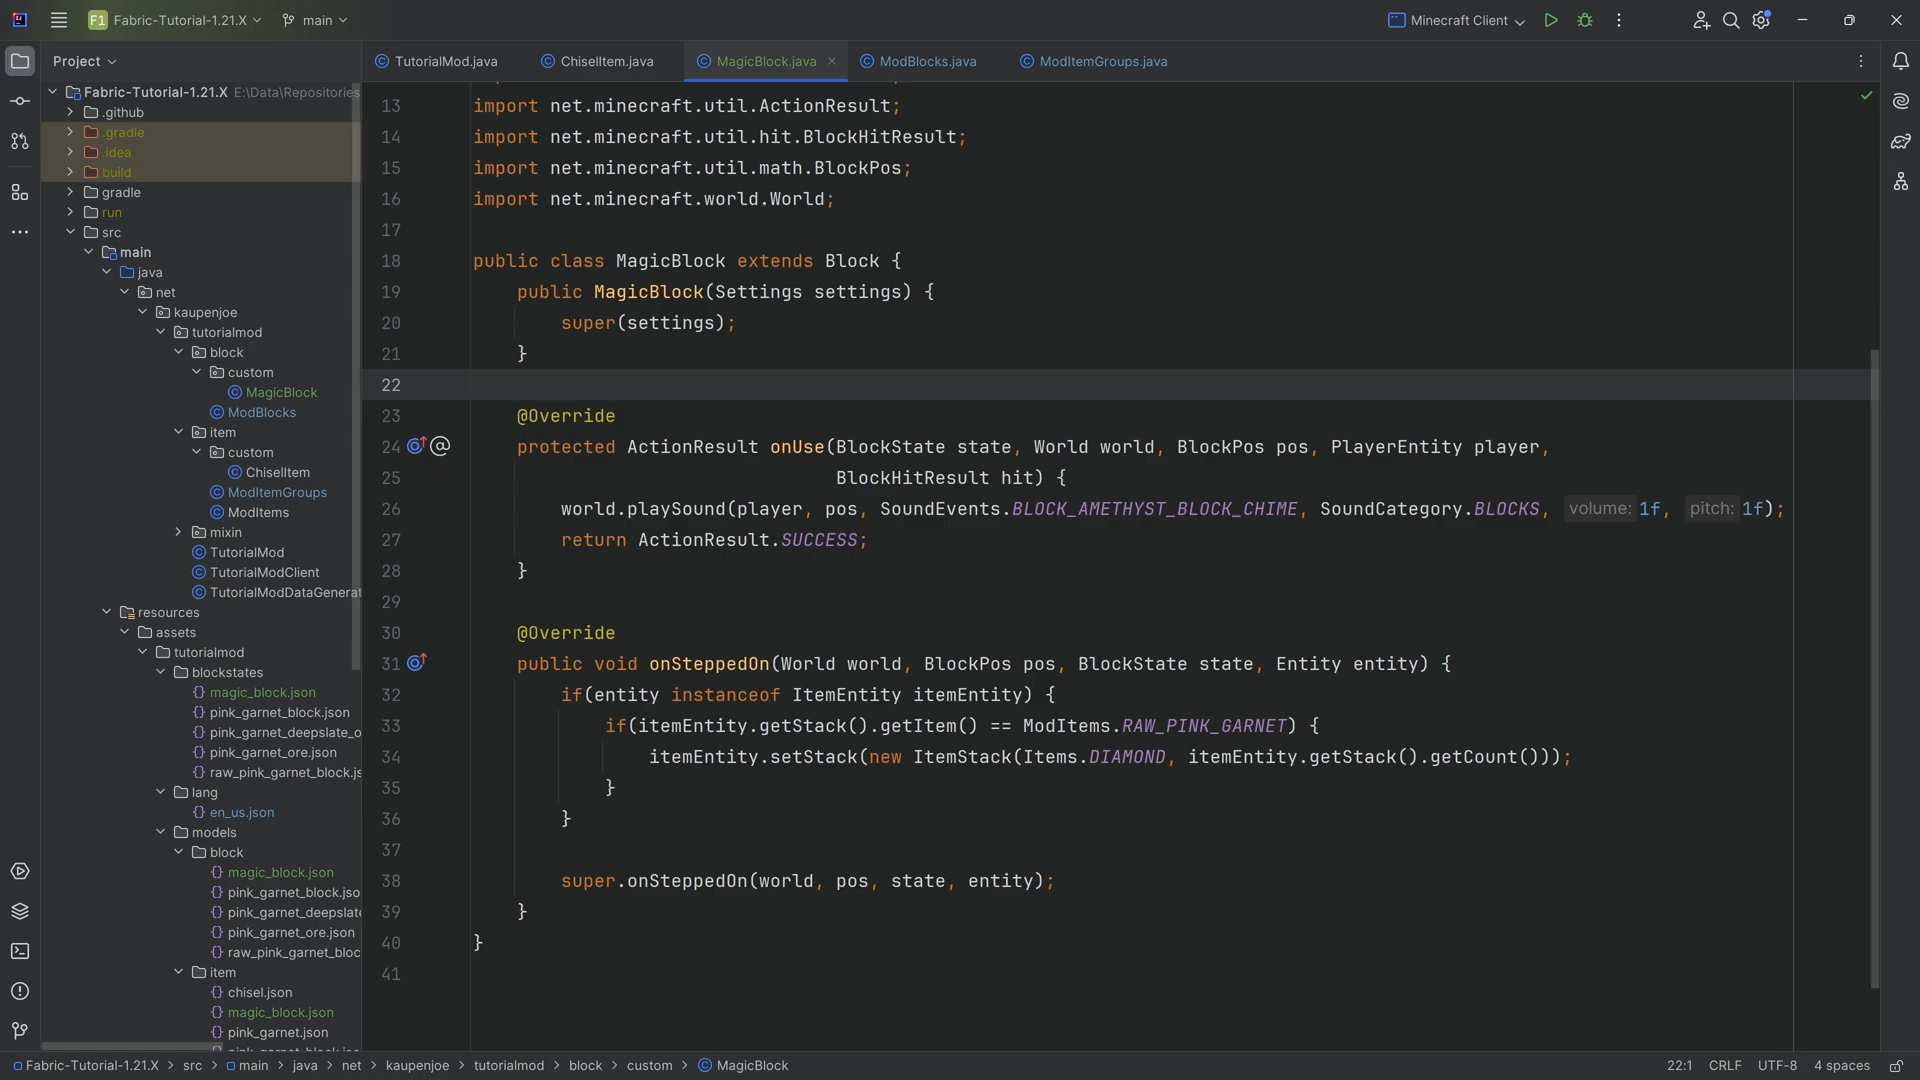 F1 Fabric-Tutorial-1.21.X main Minecraft Client
Project TutorialMod.java ChiselItem.java MagicBlock.java ModBlocks.java ModItemGroups.java
Fabric-Tutorial-1.21.X E:\Data\Repositories
.github
.gradle
.idea
build
gradle
run
src
main
java
net
kaupenjoe
tutorialmod
block
custom
MagicBlock
ModBlocks
item
custom
ChiselItem
ModItemGroups
ModItems
mixin
TutorialMod
TutorialModClient
TutorialModDataGenerat
resources
assets
tutorialmod
blockstates
magic_block.json
pink_garnet_block.json
pink_garnet_deepslate_o
pink_garnet_ore.json
raw_pink_garnet_block.js
lang
en_us.json
models
block
magic_block.json
pink_garnet_block.jso
pink_garnet_deepslate
pink_garnet_ore.json
raw_pink_garnet_bloc
item
chisel.json
magic_block.json
pink_garnet.json
13 import net.minecraft.util.ActionResult;
14 import net.minecraft.util.hit.BlockHitResult;
15 import net.minecraft.util.math.BlockPos;
16 import net.minecraft.world.World;
17
18 public class MagicBlock extends Block {
19 public MagicBlock(Settings settings) {
20 super(settings);
21 }
22
23 @Override
24 protected ActionResult onUse(BlockState state, World world, BlockPos pos, PlayerEntity player,
25 BlockHitResult hit) {
26 world.playSound(player, pos, SoundEvents.BLOCK_AMETHYST_BLOCK_CHIME, SoundCategory.BLOCKS, volume: 1f, pitch: 1f);
27 return ActionResult.SUCCESS;
28 }
29
30 @Override
31 public void onSteppedOn(World world, BlockPos pos, BlockState state, Entity entity) {
32 if(entity instanceof ItemEntity itemEntity) {
33 if(itemEntity.getStack().getItem() == ModItems.RAW_PINK_GARNET) {
34 itemEntity.setStack(new ItemStack(Items.DIAMOND, itemEntity.getStack().getCount()));
35 }
36 }
37
38 super.onSteppedOn(world, pos, state, entity);
39 }
40 }
41
Fabric-Tutorial-1.21.X > src > main > java > net > kaupenjoe > tutorialmod > block > custom > MagicBlock 22:1 CRLF UTF-8 4 spaces